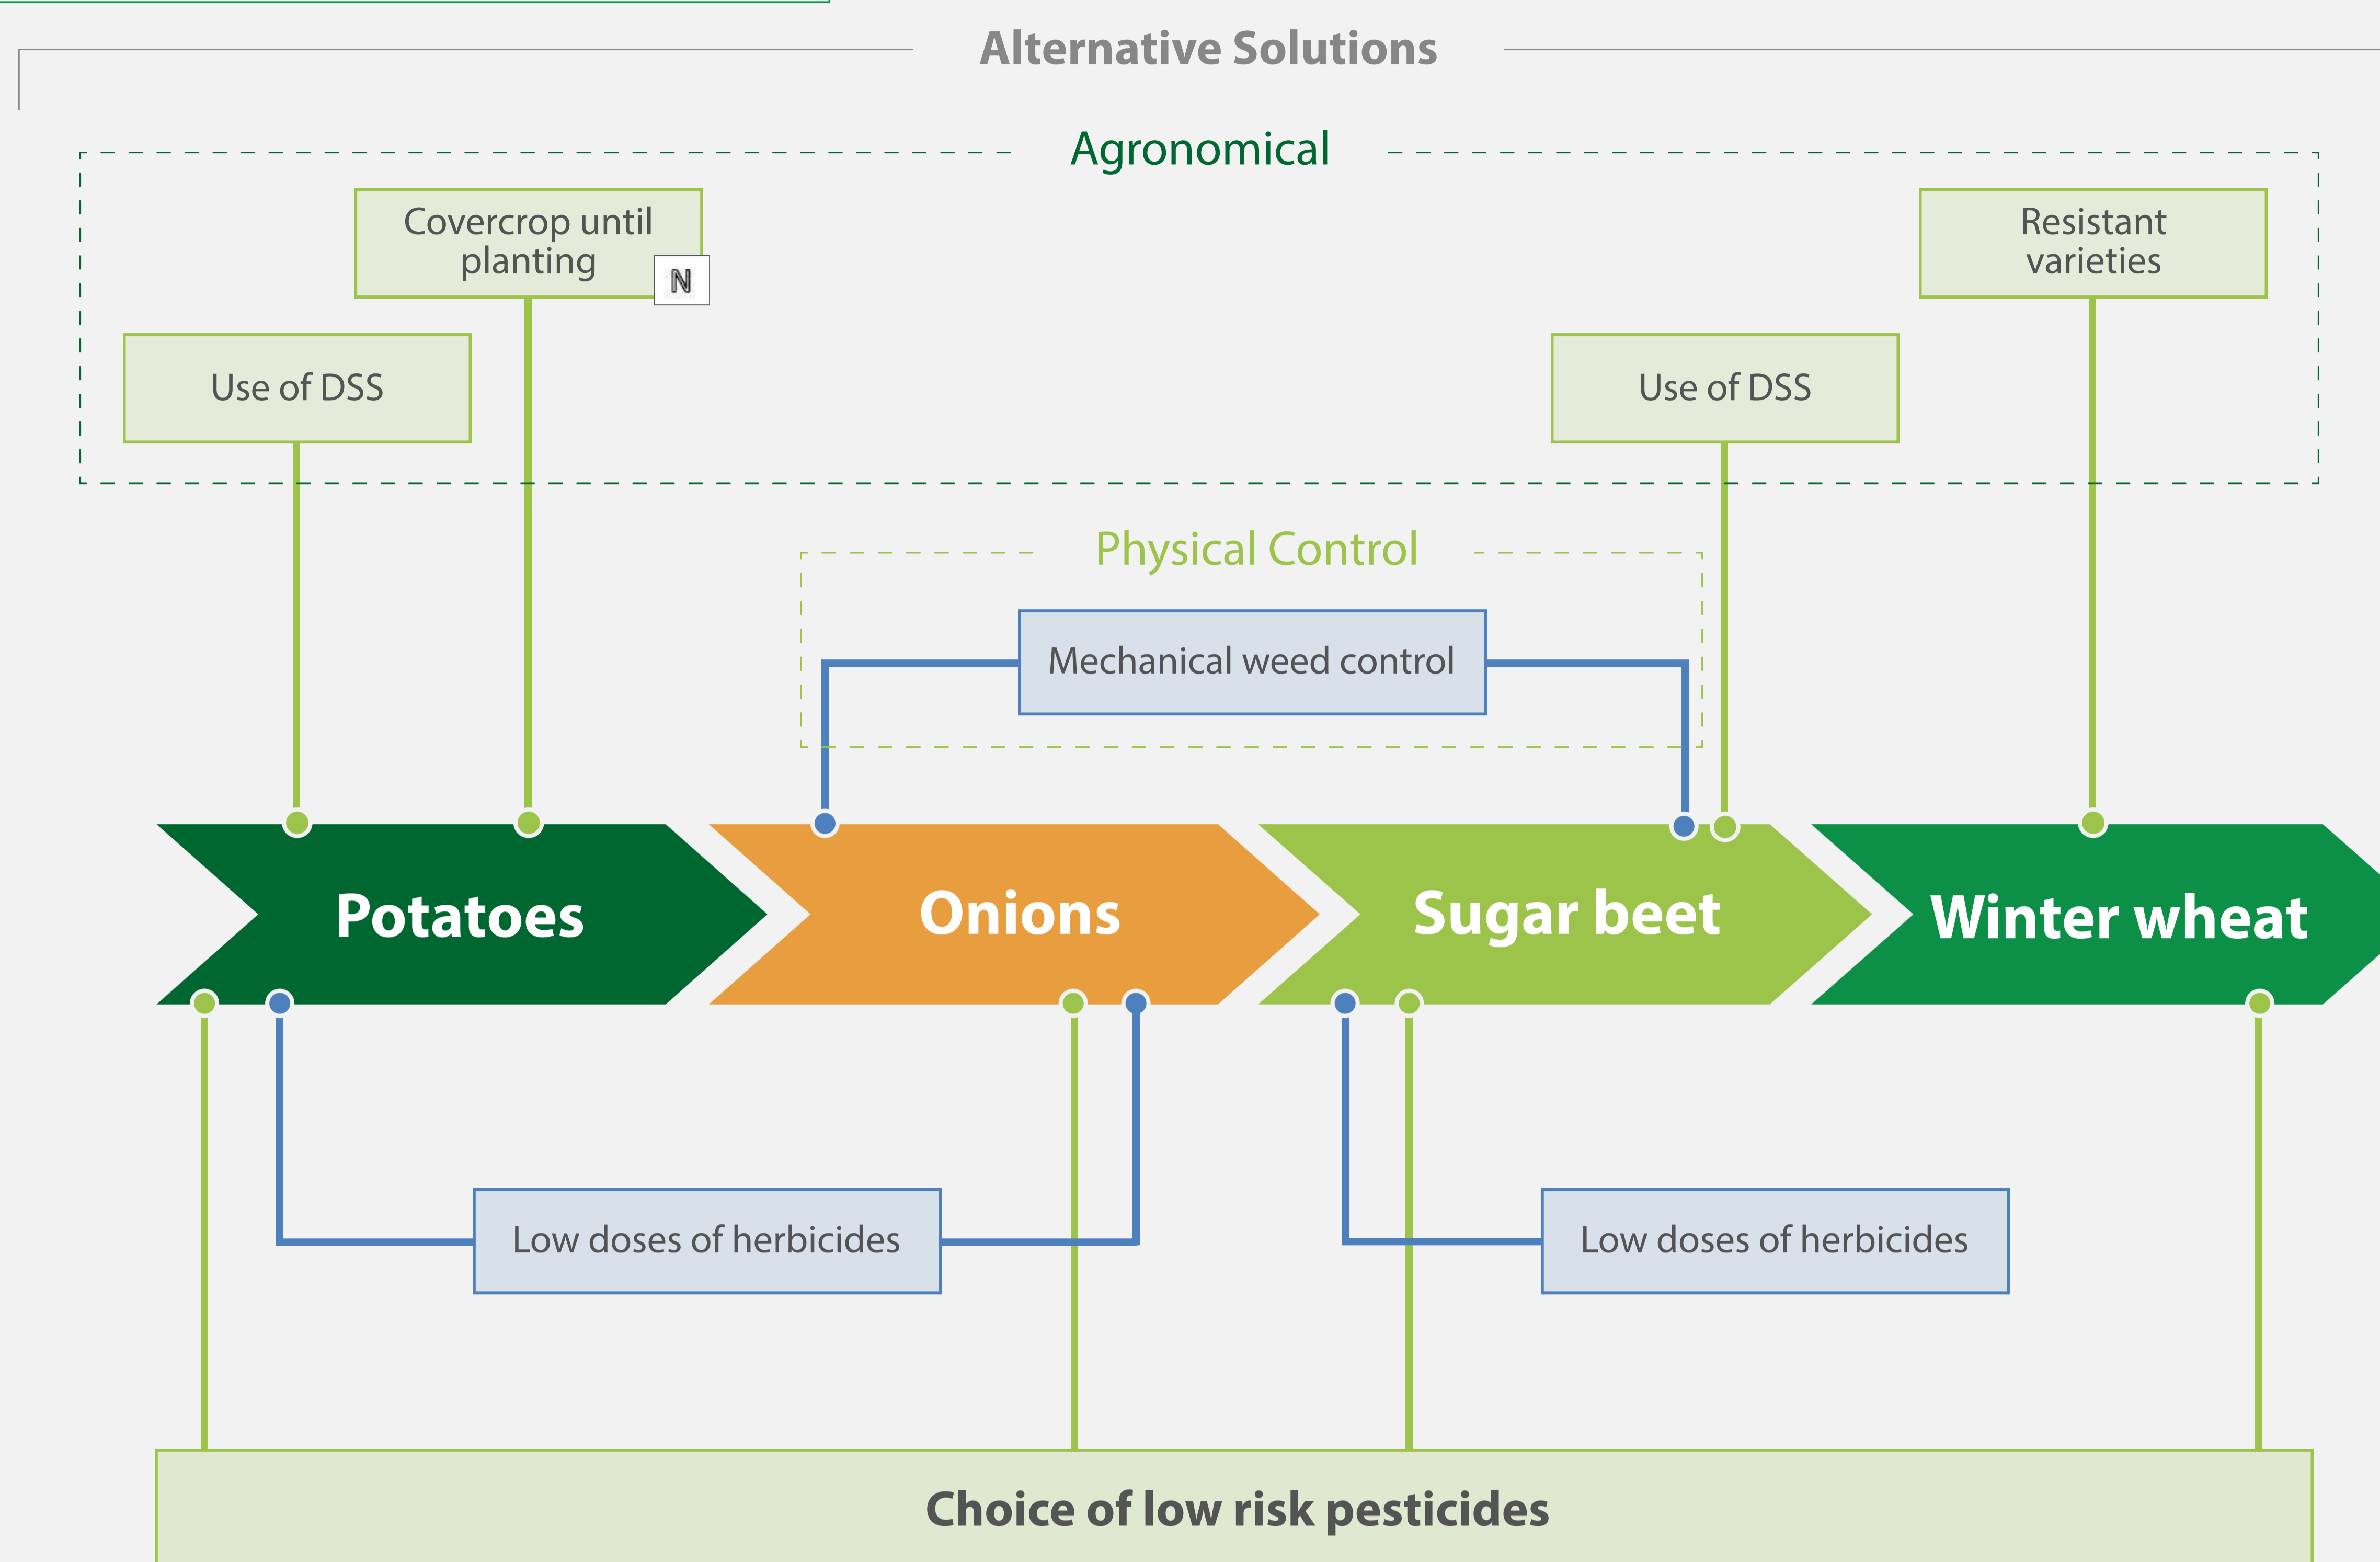 Alternative Solutions
Agronomical
Covercrop until
planting
N
Resistant
varieties
Use of DSS
Use of DSS
Physical Control
Mechanical weed control
Potatoes
Onions
Sugar beet
Winter wheat
Low doses of herbicides
Low doses of herbicides
Choice of low risk pesticides